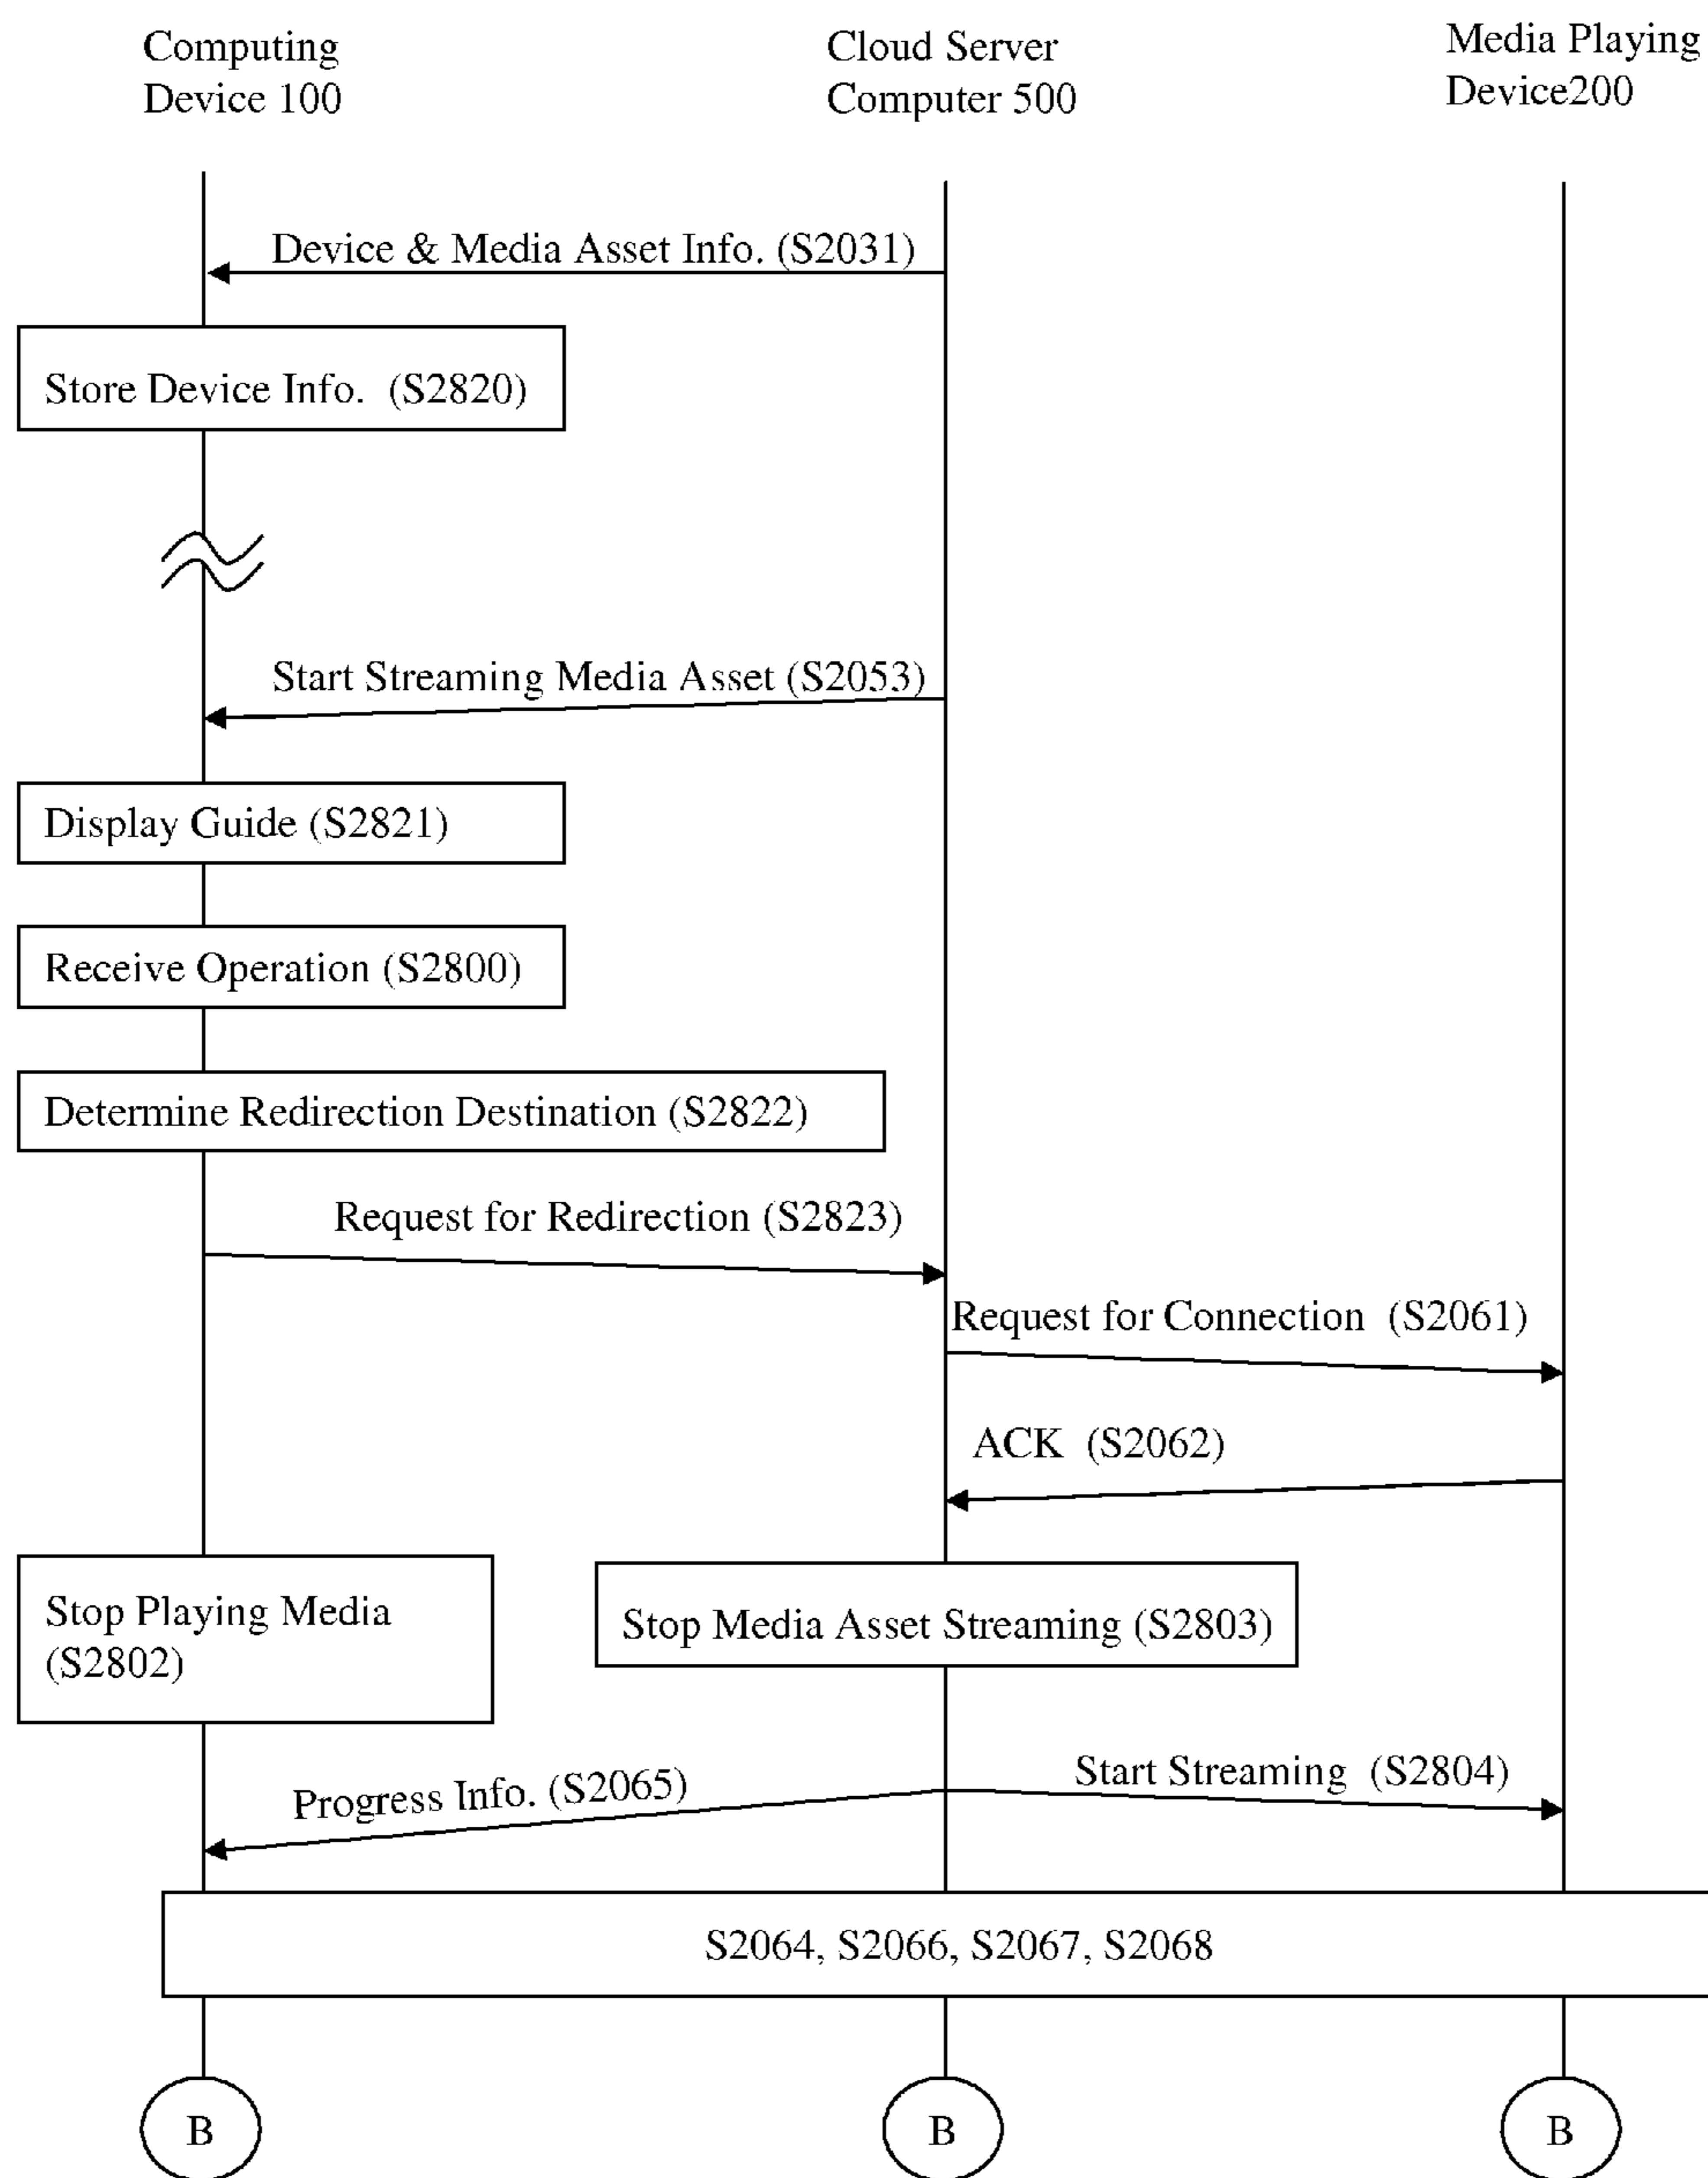 Computing
Device 100
Cloud Server
Computer 500
Media Playing
Device200
Device & Media Asset Info. (S2031)
Store Device Info. (S2820)
Start Streaming Media Asset (S2053)
Display Guide (S2821)
Receive Operation (S2800)
Determine Redirection Destination (S2822)
Request for Redirection (S2823)
Request for Connection (S2061)
ACK (S2062)
Stop Playing Media
(S2802)
Stop Media Asset Streaming (S2803)
Progress Info. (S2065)
Start Streaming (S2804)
S2064, S2066, S2067, S2068
B
B
B